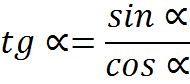 tg ∝= sin ∝ / cos ∝